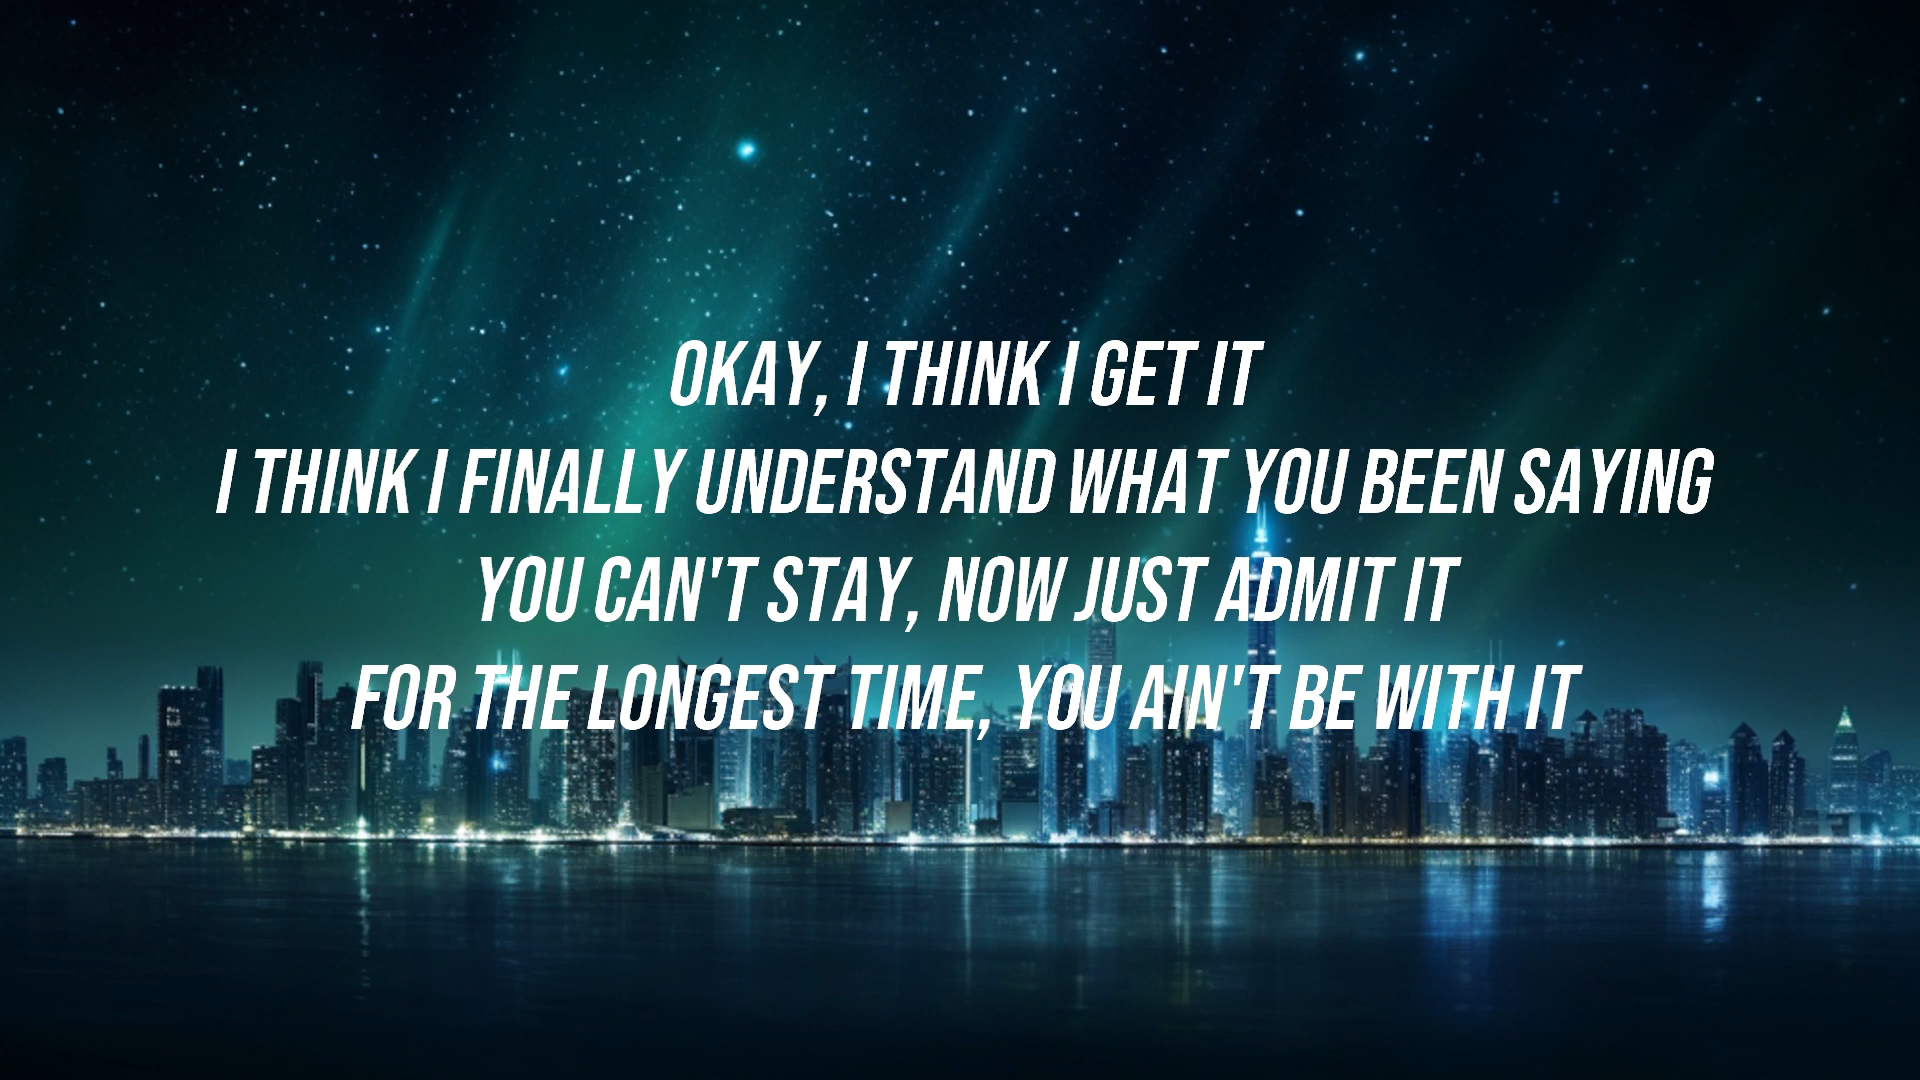 OKAY, I THINK I GET IT
I THINK I FINALLY UNDERSTAND WHAT YOU BEEN SAYING
YOU CAN'T STAY, NOW JUST ADMIT IT
FOR THE LONGEST TIME, YOU AIN'T BE WITH IT